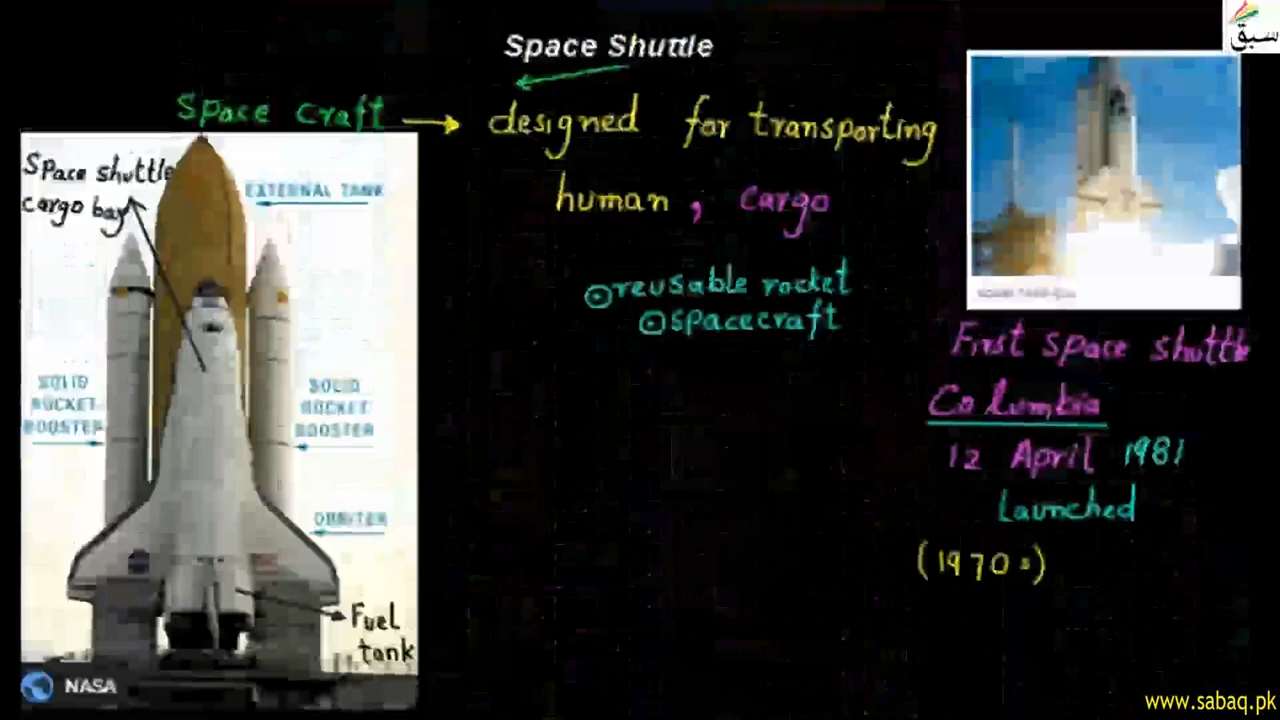 Space Shuttle
سبق
Space craft → designed for transporting
human, cargo
reusable rocket
spacecraft
Space shuttle
cargo bay
EXTERNAL TANK
SOLID
ROCKET
BOOSTER
SOLID
ROCKET
BOOSTER
ORBITER
Fuel
tank
NASA
First space shuttle
Columbia
12 April 1981
Launched
(1970s)
www.sabaq.pk